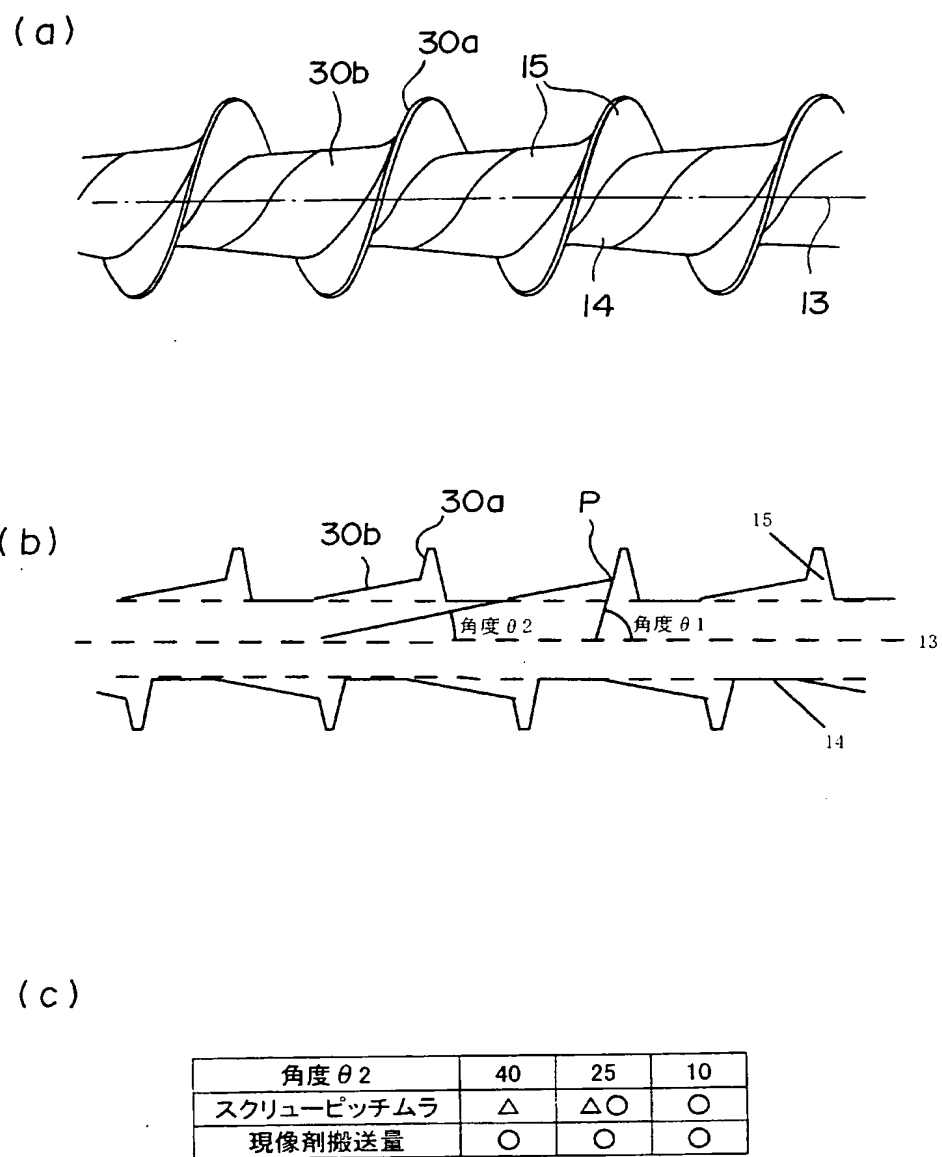 (a)
30a
30b
15
14
13
(b)
30a
30b
P
15
角度θ2
角度θ1
13
14
(c)
角度θ2 40 25 10
スクリューピッチムラ △ △○ ○
現像剤搬送量 ○ ○ ○